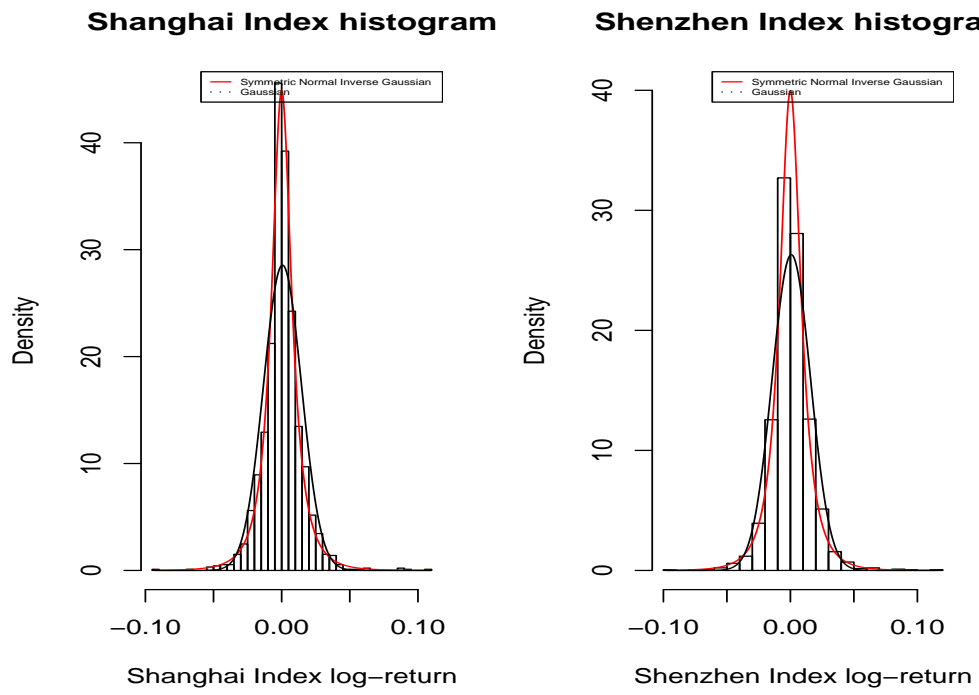 Shanghai Index histogram
Symmetric Normal Inverse Gaussian
Gaussian
Density
40
30
20
10
0
−0.10 0.00 0.10
Shanghai Index log−return
Shenzhen Index histogra
Symmetric Normal Inverse Gaussian
Gaussian
Density
40
30
20
10
0
−0.10 0.00 0.10
Shenzhen Index log−return